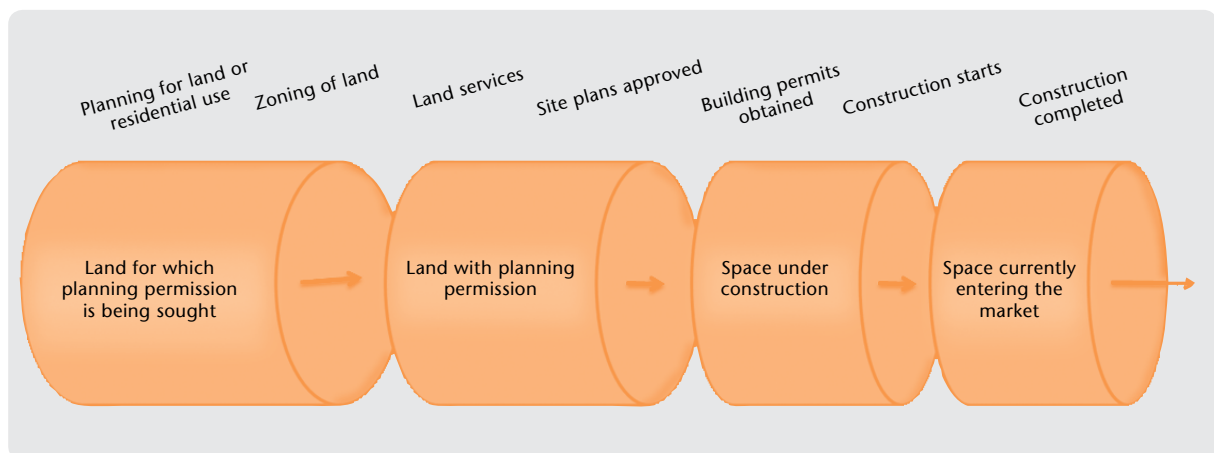 Planning for land or
residential use
Zoning of land
Land services
Site plans approved
Building permits
obtained
Construction starts
Construction
completed
Land for which
planning permission
is being sought
Land with planning
permission
Space under
construction
Space currently
entering the
market